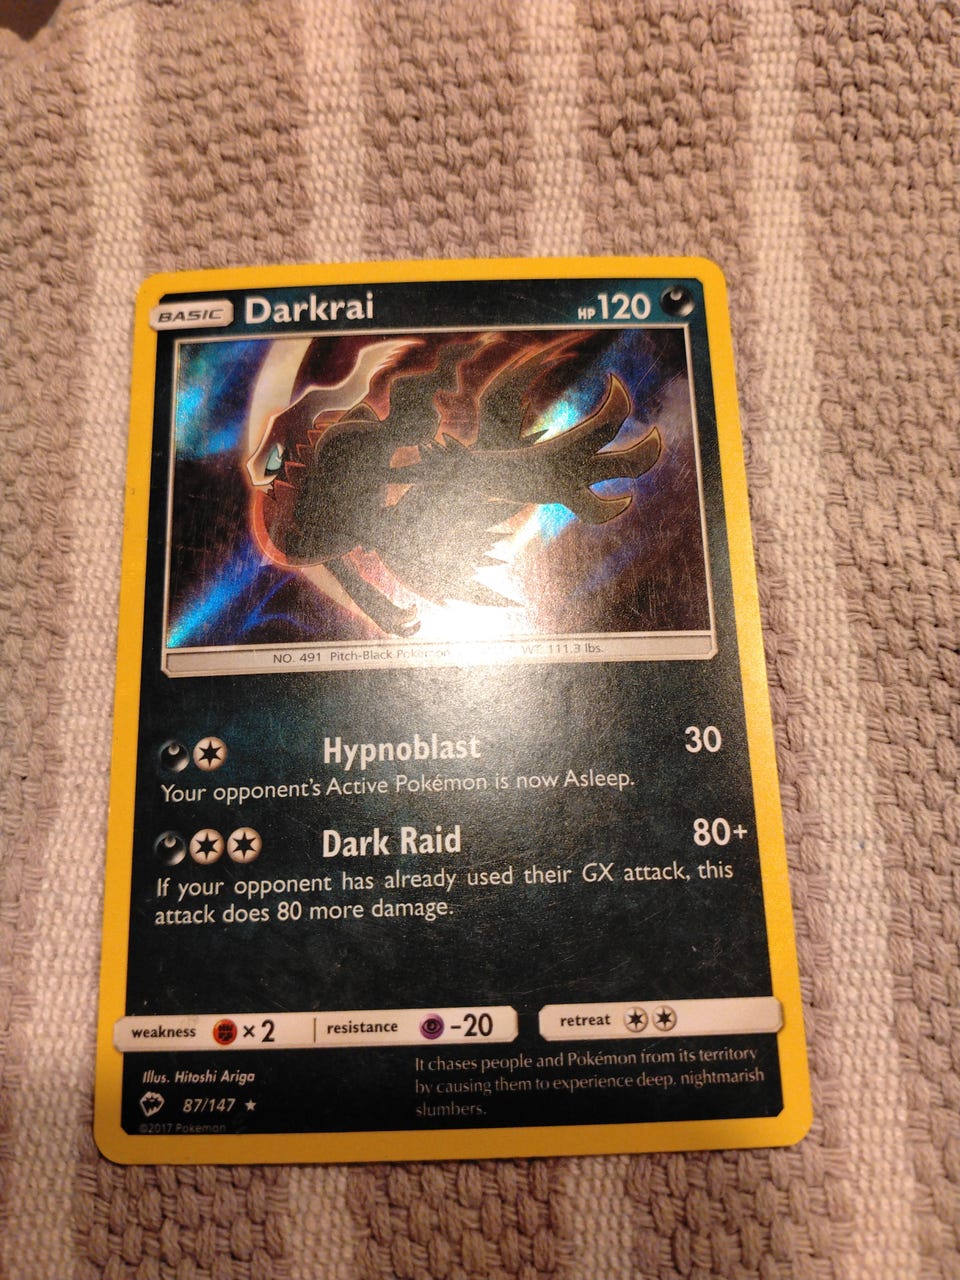 BASIC Darkrai HP 120
NO. 491 Pitch-Black Pokémon WT: 111.3 lbs.
Hypnoblast 30
Your opponent's Active Pokémon is now Asleep.
Dark Raid 80+
If your opponent has already used their GX attack, this
attack does 80 more damage.
weakness ×2 resistance -20 retreat
Illus. Hitoshi Ariga
87/147 ★
©2017 Pokémon
It chases people and Pokémon from its territory
by causing them to experience deep, nightmarish
slumbers.